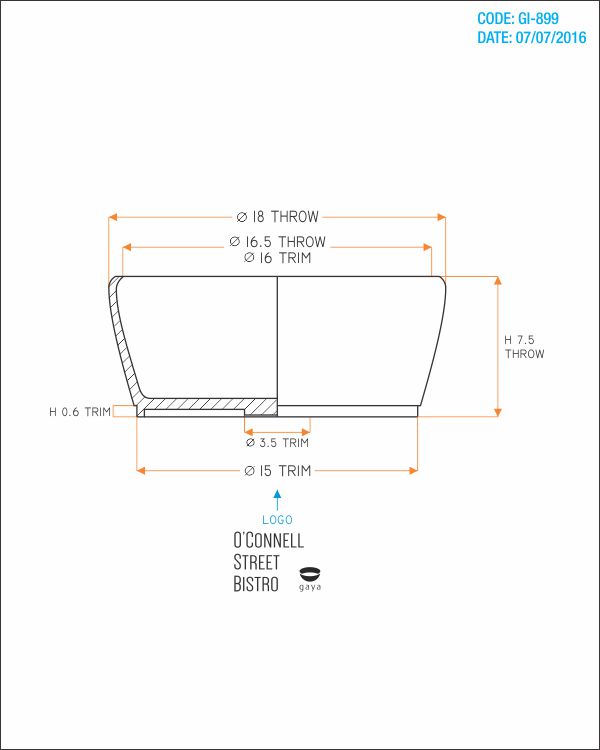 CODE: GI-899
DATE: 07/07/2016
Ø 18 THROW
Ø 16.5 THROW
Ø 16 TRIM
H 7.5
THROW
H 0.6 TRIM
Ø 3.5 TRIM
Ø 15 TRIM
LOGO
O'CONNELL
STREET
BISTRO
gaya